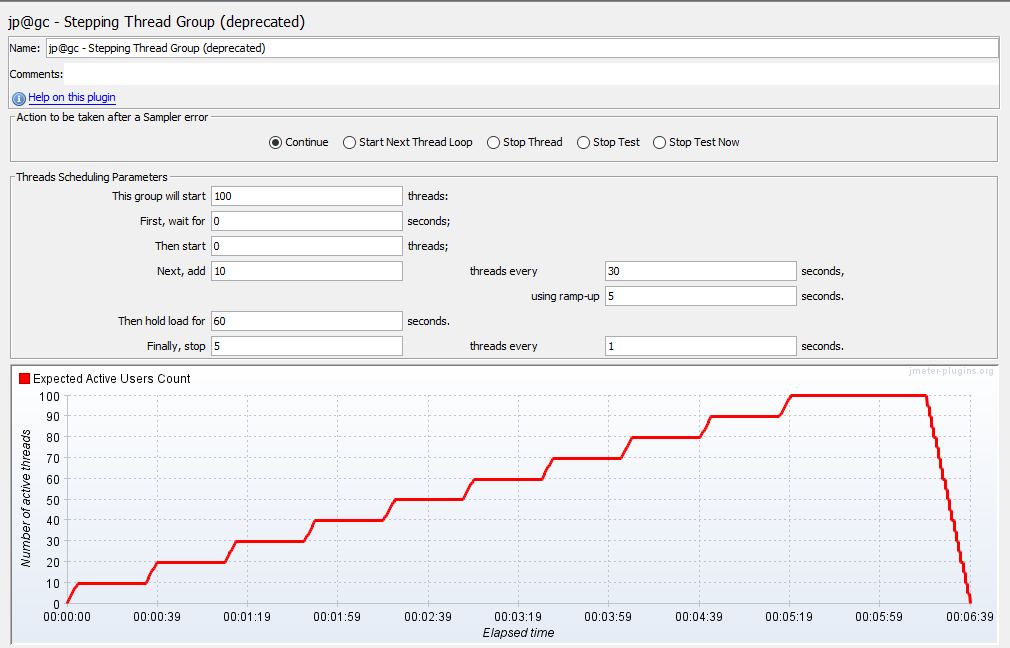 jp@gc - Stepping Thread Group (deprecated)
Name: jp@gc - Stepping Thread Group (deprecated)
Comments:
Help on this plugin
Action to be taken after a Sampler error
Continue Start Next Thread Loop Stop Thread Stop Test Stop Test Now
Threads Scheduling Parameters
This group will start 100 threads:
First, wait for 0 seconds;
Then start 0 threads;
Next, add 10 threads every 30 seconds,
using ramp-up 5 seconds.
Then hold load for 60 seconds.
Finally, stop 5 threads every 1 seconds.
Expected Active Users Count
jmeter-plugins.org
Number of active threads
100
90
80
70
60
50
40
30
20
10
0
00:00:00 00:00:39 00:01:19 00:01:59 00:02:39 00:03:19 00:03:59 00:04:39 00:05:19 00:05:59 00:06:39
Elapsed time